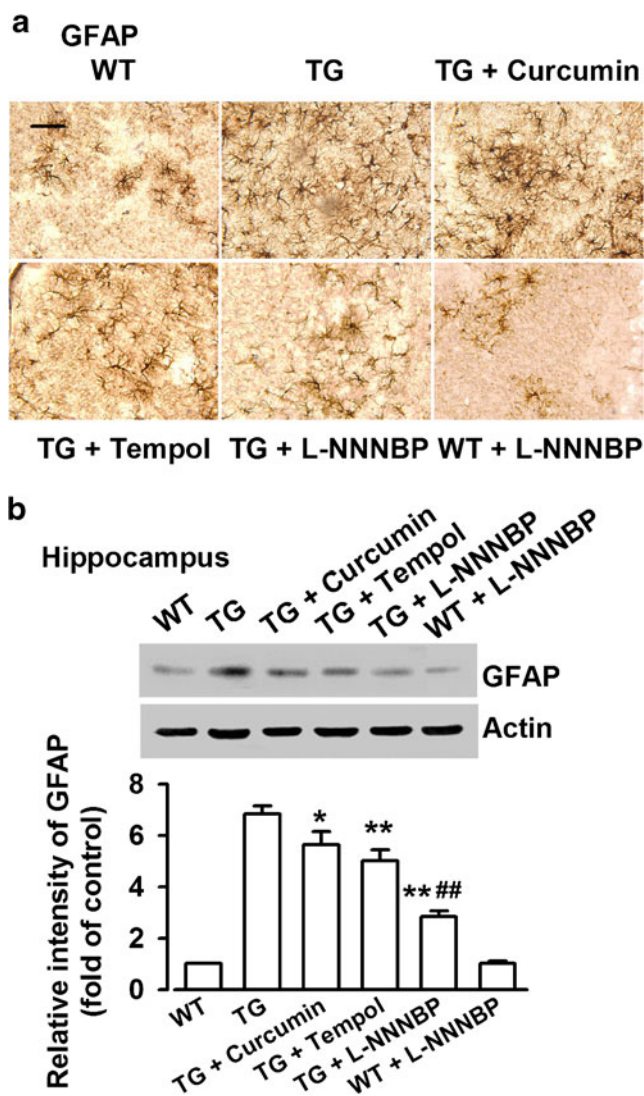 a
GFAP
WT TG TG + Curcumin
TG + Tempol TG + L-NNNBP WT + L-NNNBP
b
Hippocampus
WT TG TG + Curcumin TG + Tempol TG + L-NNNBP WT + L-NNNBP
GFAP
Actin
Relative intensity of GFAP
(fold of control)
8
6
4
2
0
*
**
** ##
WT TG TG + Curcumin TG + Tempol TG + L-NNNBP WT + L-NNNBP